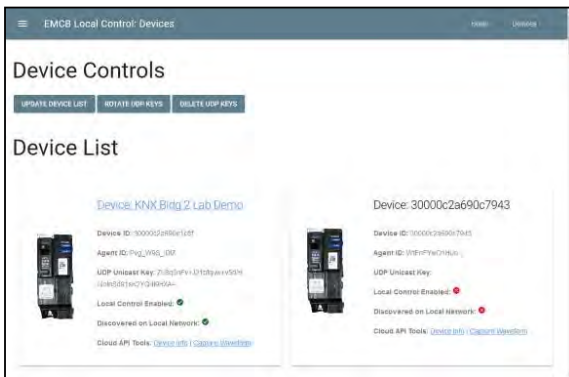 EMCB Local Control: Devices
Home
Devices
Device Controls
UPDATE DEVICE LIST
ROTATE UDP KEYS
DELETE UDP KEYS
Device List
Device: KNX Bldg 2 Lab Demo
Device ID:
Agent ID:
UDP Unicast Key:
Local Control Enabled:
Discovered on Local Network:
Cloud API Tools: Device Info | Capture Waveform
Device: 30000c2a690c7943
Device ID: 30000c2a690c7943
Agent ID:
UDP Unicast Key:
Local Control Enabled:
Discovered on Local Network:
Cloud API Tools: Device Info | Capture Waveform